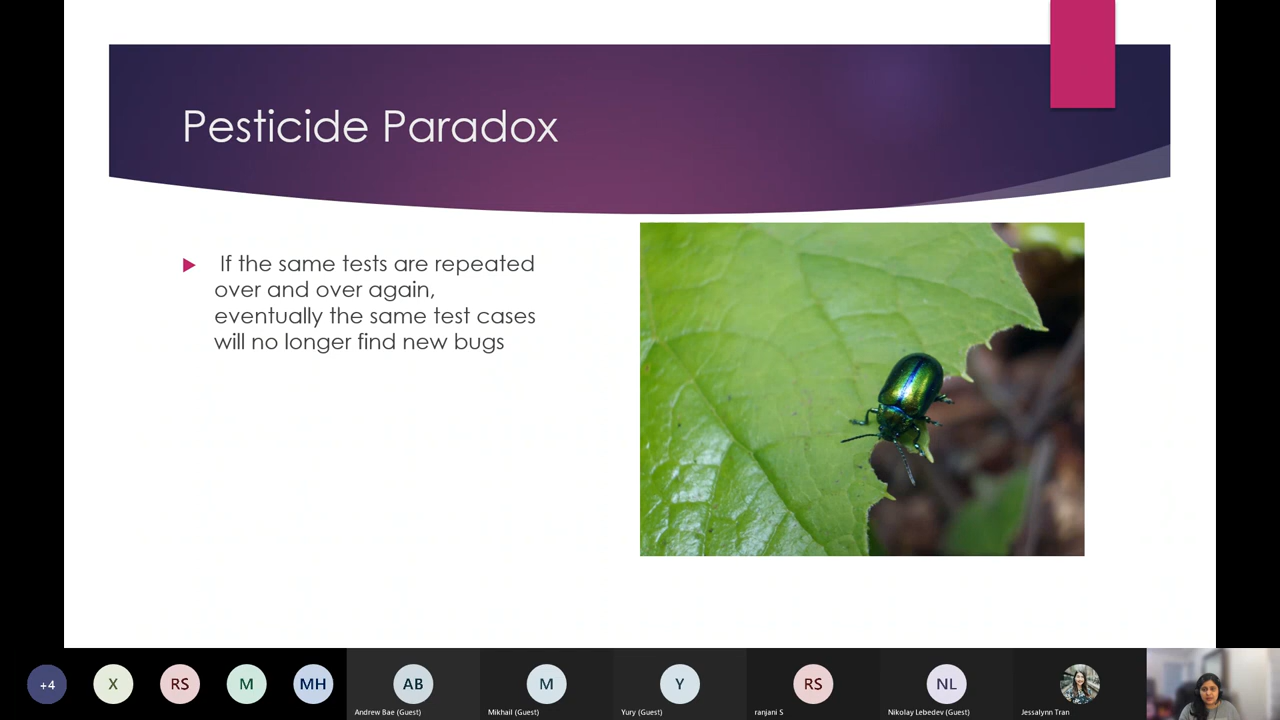 Pesticide Paradox
If the same tests are repeated
over and over again,
eventually the same test cases
will no longer find new bugs
+4
X
RS
M
MH
AB
M
Y
RS
NL
Andrew Bae (Guest)
Mikhail (Guest)
Yury (Guest)
ranjani S
Nikolay Lebedev (Guest)
Jessalynn Tran